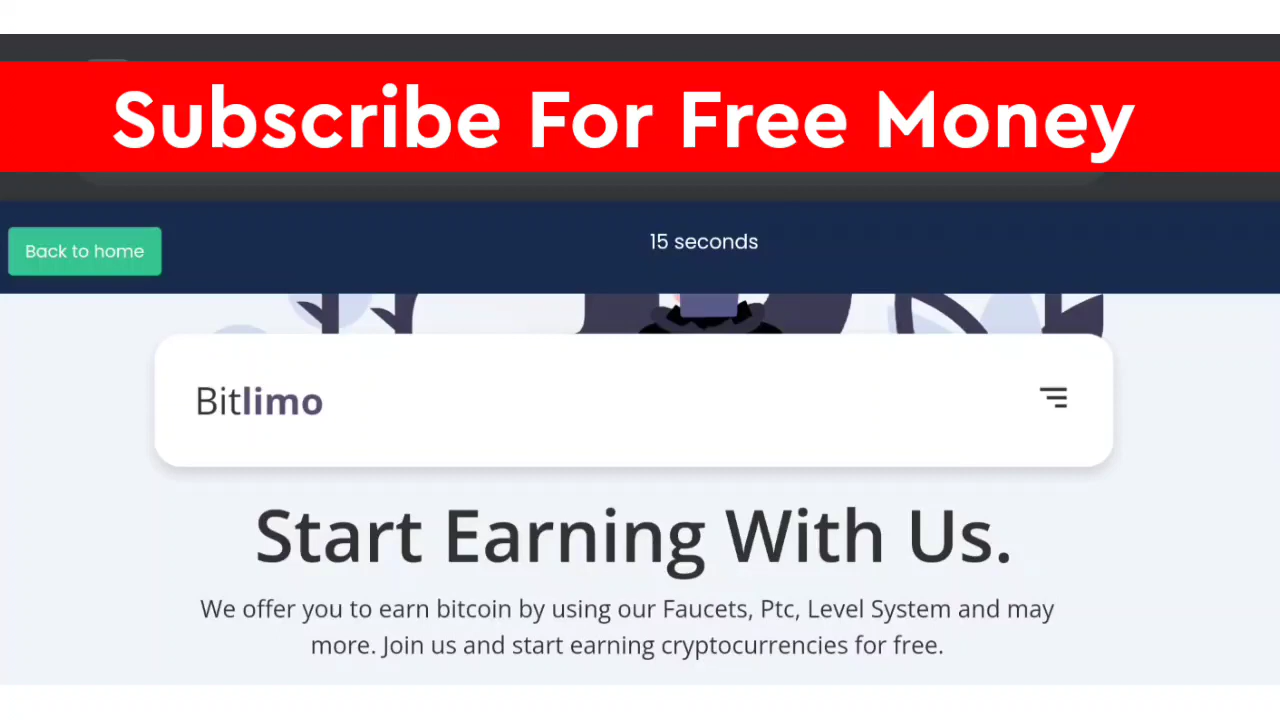 Subscribe For Free Money
Back to home
15 seconds
Bitlimo
Start Earning With Us.
We offer you to earn bitcoin by using our Faucets, Ptc, Level System and may
more. Join us and start earning cryptocurrencies for free.